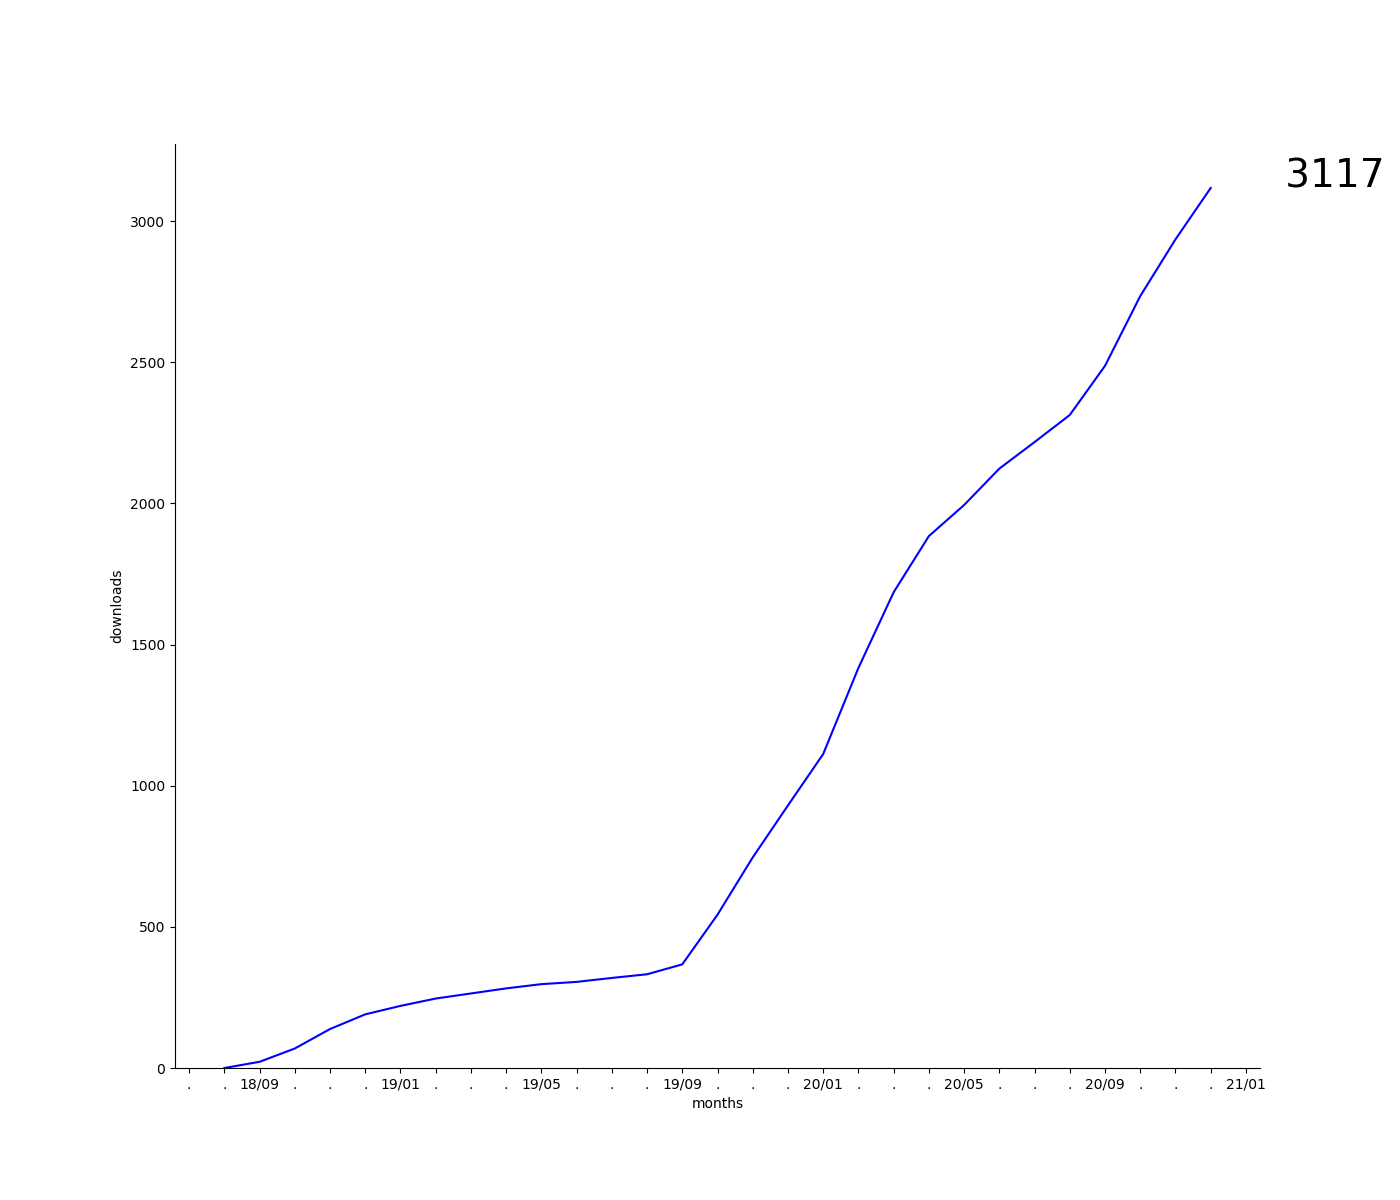 3117
3000
2500
2000
1500
1000
500
0
downloads
. . 18/09 . . . 19/01 . . . 19/05 . . . 19/09 . . . 20/01 . . . 20/05 . . . 20/09 . . . 21/01
months